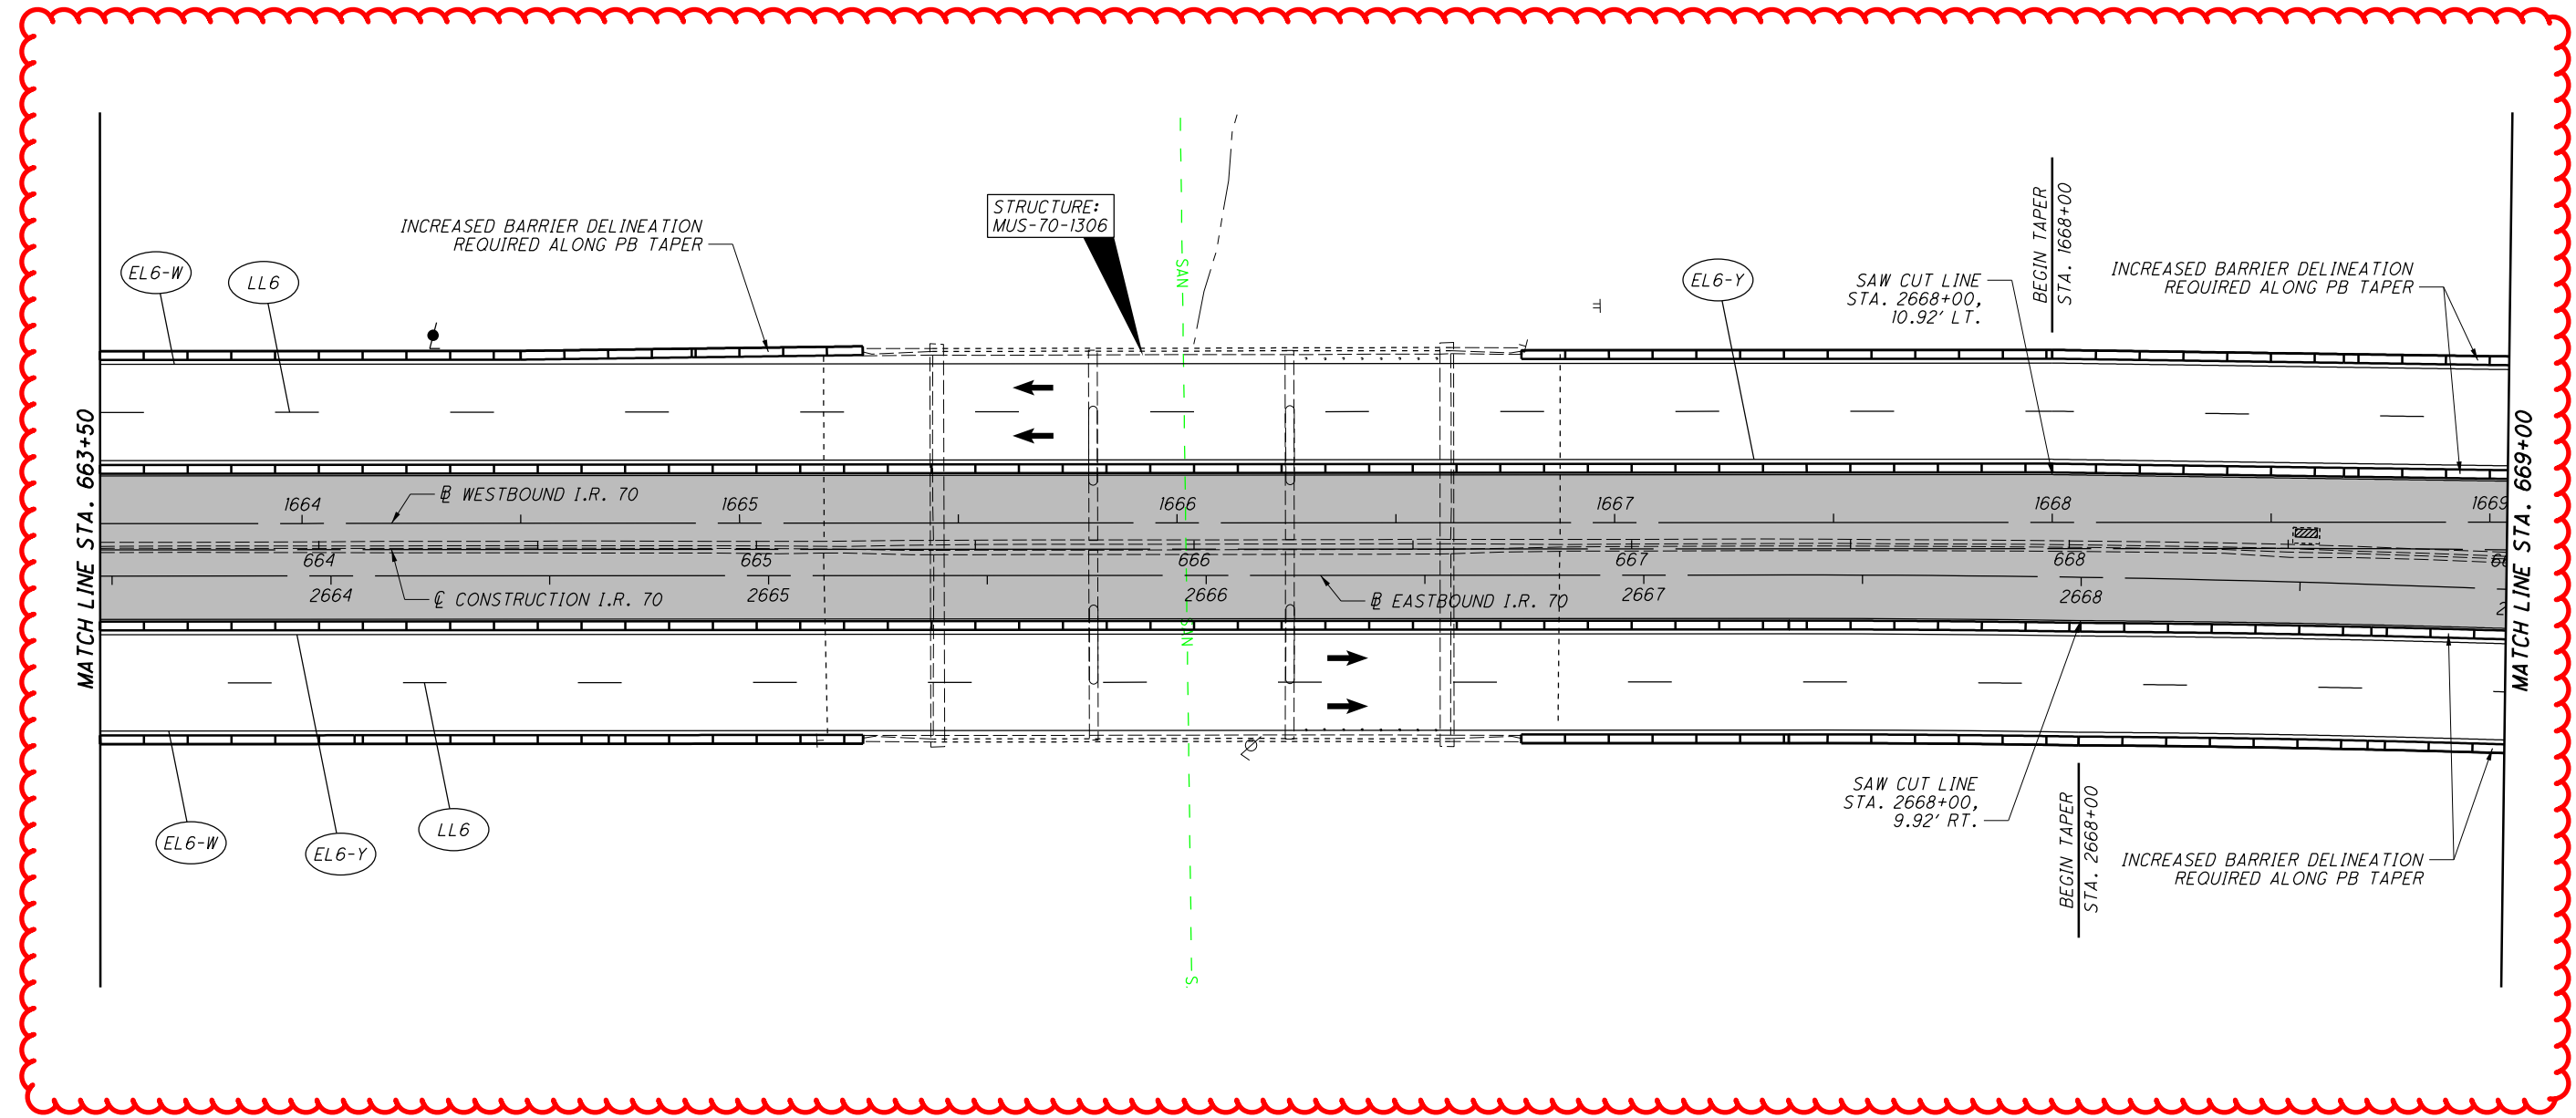 INCREASED BARRIER DELINEATION
REQUIRED ALONG PB TAPER
STRUCTURE:
MUS-70-1306
SAN
BEGIN TAPER
STA. 1668+00
EL6-W
LL6
EL6-Y
SAW CUT LINE
STA. 2668+00,
10.92' LT.
INCREASED BARRIER DELINEATION
REQUIRED ALONG PB TAPER
MATCH LINE STA. 663+50
MATCH LINE STA. 669+00
℄ WESTBOUND I.R. 70
1664
1665
1666
1667
1668
1669
664
665
666
667
668
66
2664
2665
2666
2667
2668
2
℄ CONSTRUCTION I.R. 70
℄ EASTBOUND I.R. 70
SAN
EL6-W
EL6-Y
LL6
SAW CUT LINE
STA. 2668+00,
9.92' RT.
BEGIN TAPER
STA. 2668+00
INCREASED BARRIER DELINEATION
REQUIRED ALONG PB TAPER
S